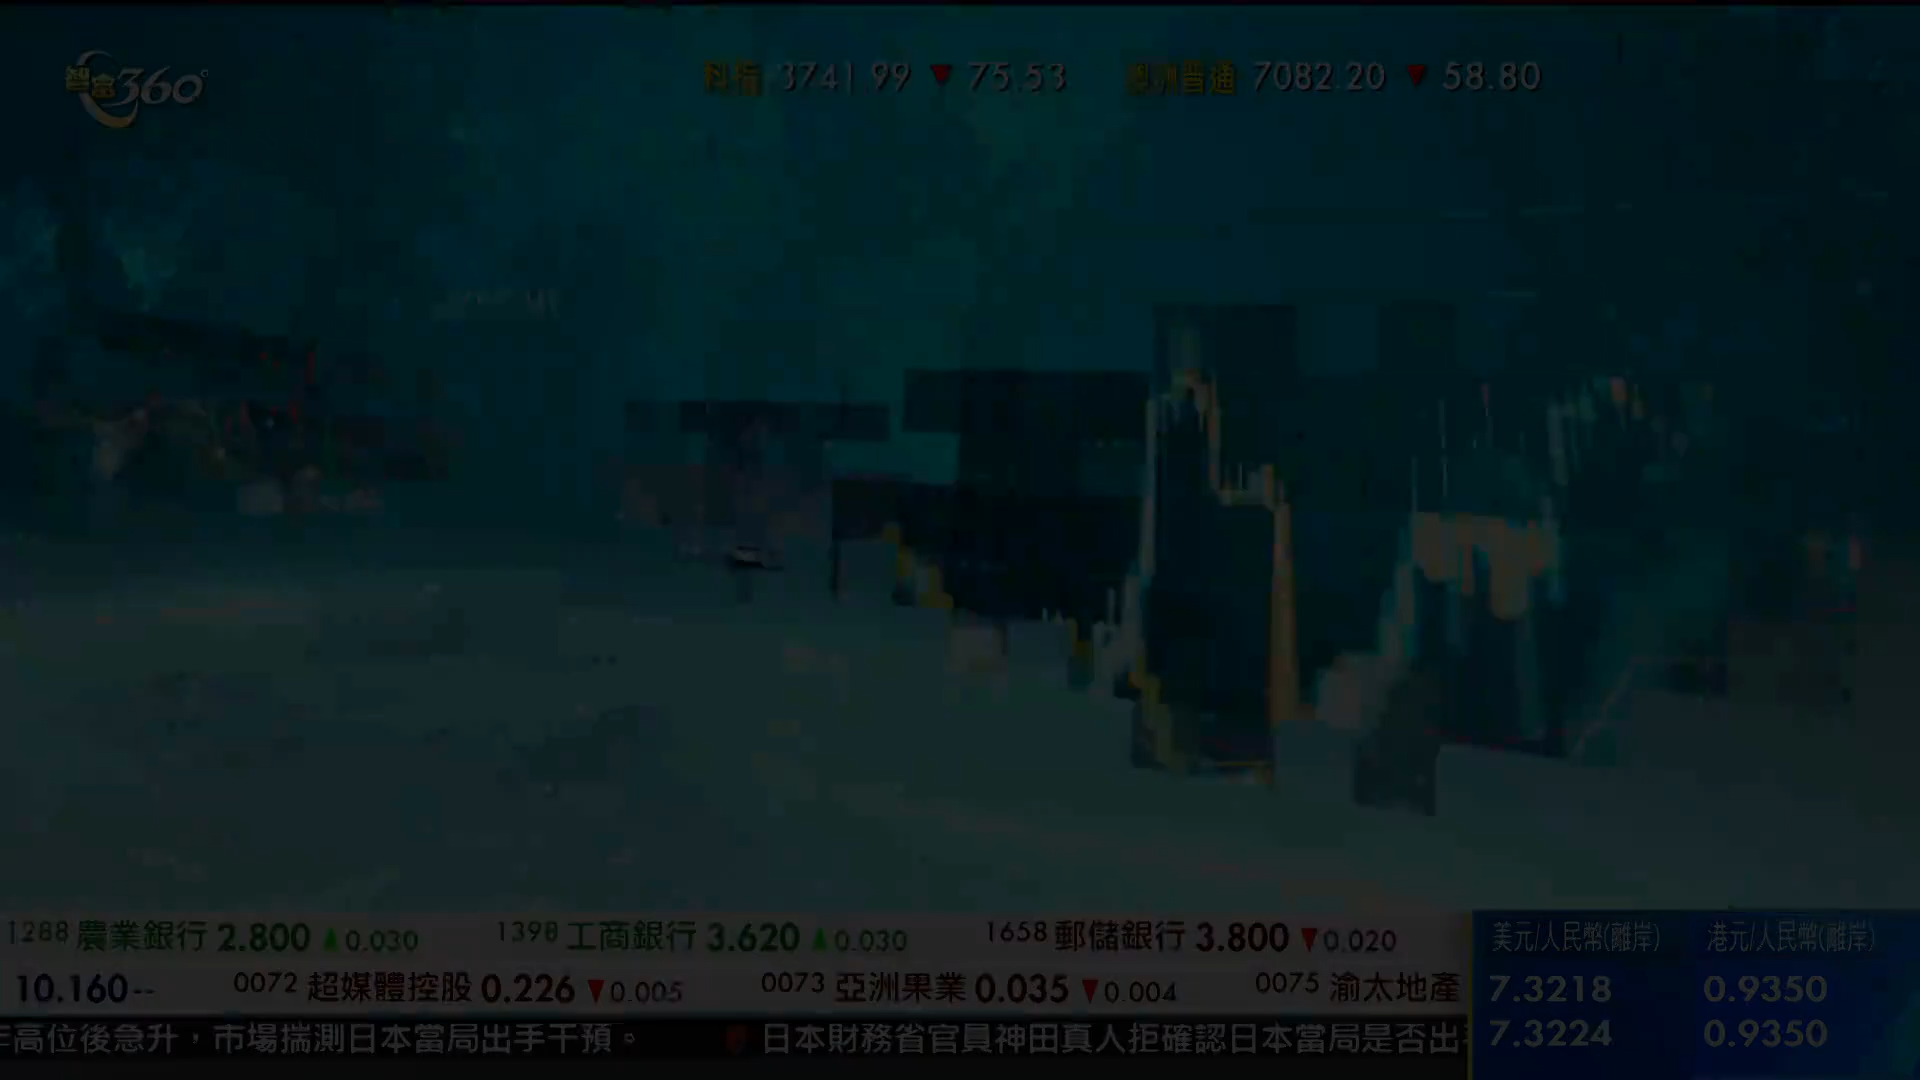 智富360°
科指 3741.99 ▼ 75.53 澳洲普通 7082.20 ▼ 58.80
1288 農業銀行 2.800 ▲0.030 1398 工商銀行 3.620 ▲0.030 1658 郵儲銀行 3.800 ▼0.020
10.160-- 0072 超媒體控股 0.226 ▼0.005 0073 亞洲果業 0.035 ▼0.004 0075 渝太地產
年高位後急升，市場揣測日本當局出手干預。 日本財務省官員神田真人拒確認日本當局是否出
美元/人民幣(離岸) 港元/人民幣(離岸)
7.3218 0.9350
7.3224 0.9350